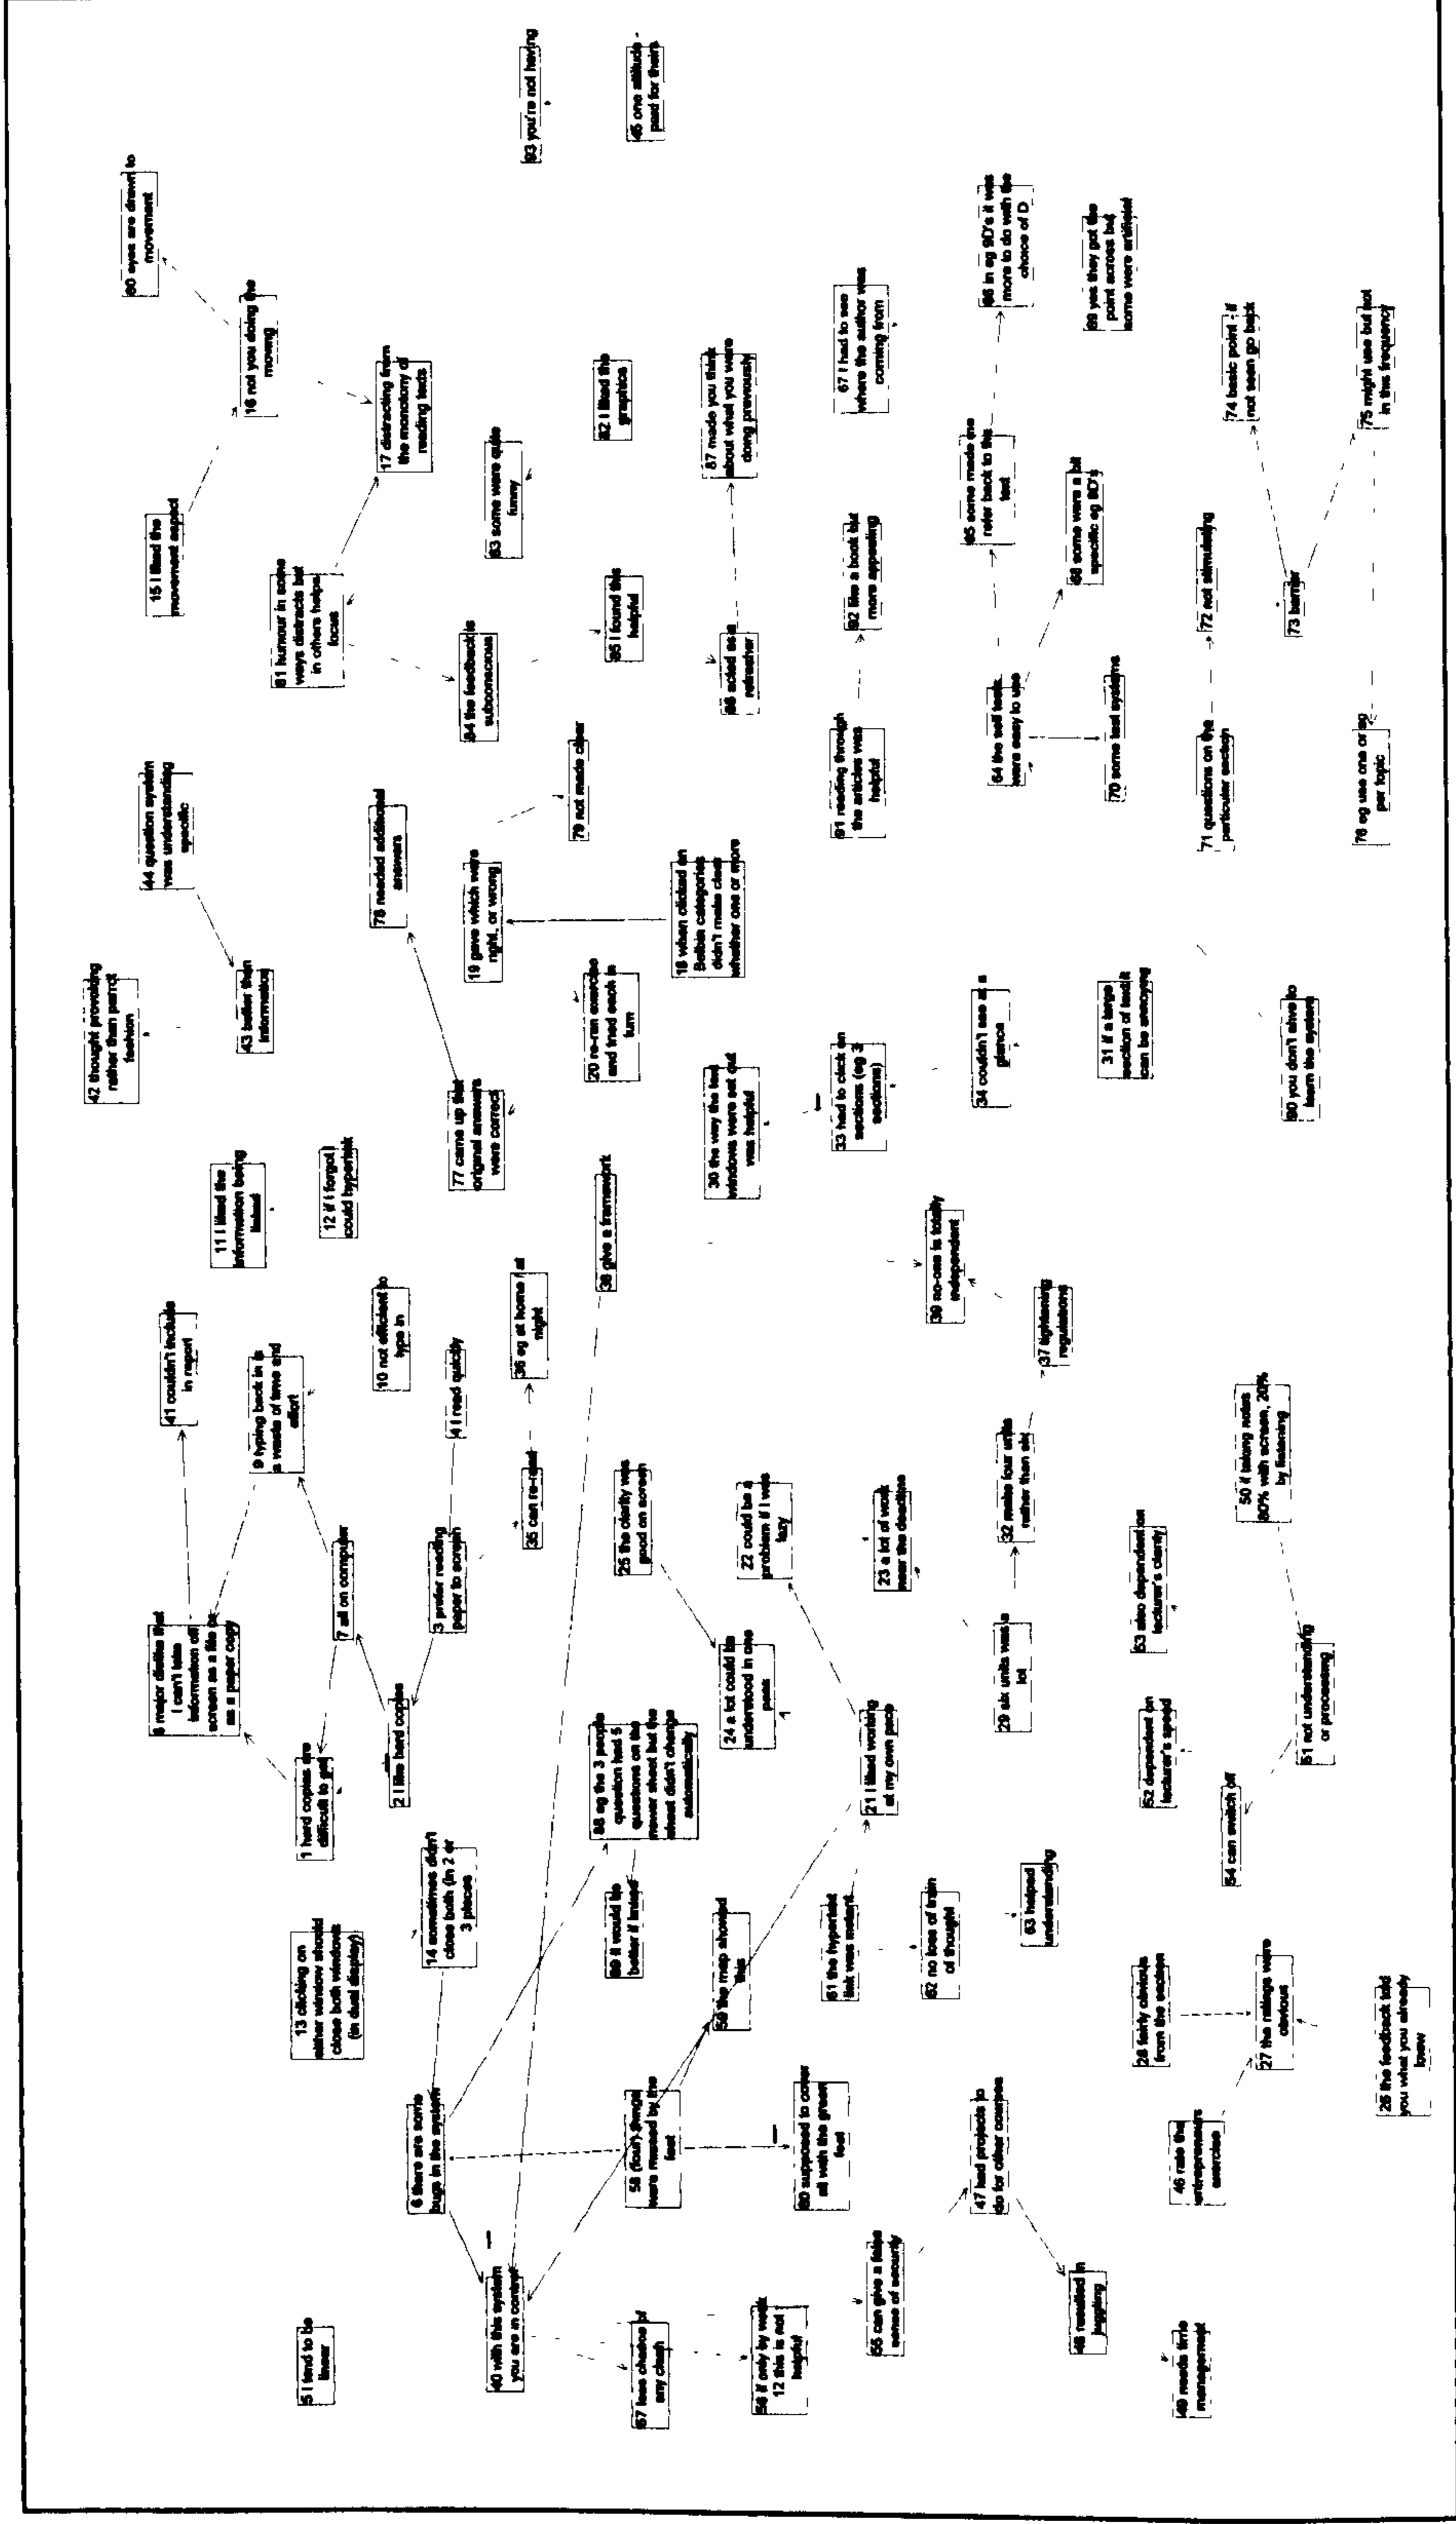 5 I tend to be
linear
13 clicking on
either window should
close both windows
(in dual display)
1 hard copies are
difficult to get
8 major dislike that
I can't take
information off
screen as a file or
as a paper copy
41 couldn't include
in report
9 typing back in is
a waste of time and
effort
7 all on computer
11 I liked the
information being
linked
12 if I forgot I
could hyperlink
42 thought provoking
rather than parrot
fashion
43 better than
information
44 question system
was understanding
specific
15 I liked the
movement aspect
16 not you doing the
moving
60 eyes are drawn to
movement
81 humour in some
ways distracts but
in others helps
focus
17 distracting from
the monotony of
reading texts
6 there are some
bugs in the system
14 sometimes didn't
close both (in 2 or
3 places
2 I like hard copies
3 prefer reading
paper to screen
4 I read quickly
10 not efficient to
type in
78 needed additional
answers
40 with this system
you are in control
35 can re-read
36 eg at home / at
night
77 came up that
original answers
were correct
19 gave which were
right, or wrong
84 the feedback is
subconscious
83 some were quite
funny
93 you're not having
57 less chance of
any clash
58 (four) things
were missed by the
feet
89 it would be
better if linked
88 eg the 3 people
question had 5
questions on the
newer sheet but the
sheet didn't change
automatically
25 the clarity was
good on screen
38 give a framework
20 re-ran exercise
and tried each in
turn
79 not made clear
85 I found this
helpful
82 I liked the
graphics
45 one attitude -
paid for theirs
56 if only by week
12 this is not
helpful
80 supposed to cover
all with the green
feet
59 the map showed
this
24 a lot could be
understood in one
pass
22 could be a
problem if I was
lazy
30 the way the text
windows were set out
was helpful
18 when clicked on
Belbin categories
didn't make clear
whether one or more
86 acted as a
refresher
87 made you think
about what you were
doing previously
55 can give a false
sense of security
61 the hypertext
link was instant
21 I liked working
at my own pace
23 a lot of work
near the deadline
33 had to click on
sections (eg 3
sections)
91 reading through
the articles was
helpful
92 like a book but
more appealing
67 I had to see
where the author was
coming from
47 had projects to
do for other courses
62 no loss of train
of thought
39 no-one is totally
independent
34 couldn't see at a
glance
64 the self tests
were easy to use
65 some made me
refer back to the
text
66 in eg 9D's it was
more to do with the
choice of D
48 resulted in
juggling
63 helped
understanding
29 six units was a
lot
32 make four units
rather than six
37 tightening
regulations
31 if a large
section of text it
can be annoying
70 some test systems
68 some were a bit
specific eg 9D's
69 yes they got the
point across but
some were artificial
49 needs time
management
46 rate the
entrepreneurs
exercise
28 fairly obvious
from the section
52 dependent on
lecturer's speed
53 also dependent on
lecturer's clarity
71 questions on the
particular section
72 not stimulating
74 basic point - if
not seen go back
27 the ratings were
obvious
54 can switch off
51 not understanding
or processing
50 if taking notes
80% with screen, 20%
by listening
90 you don't strive to
learn the system
73 barrier
26 the feedback told
you what you already
knew
76 eg use one or
per topic
75 might use but not
in this frequency